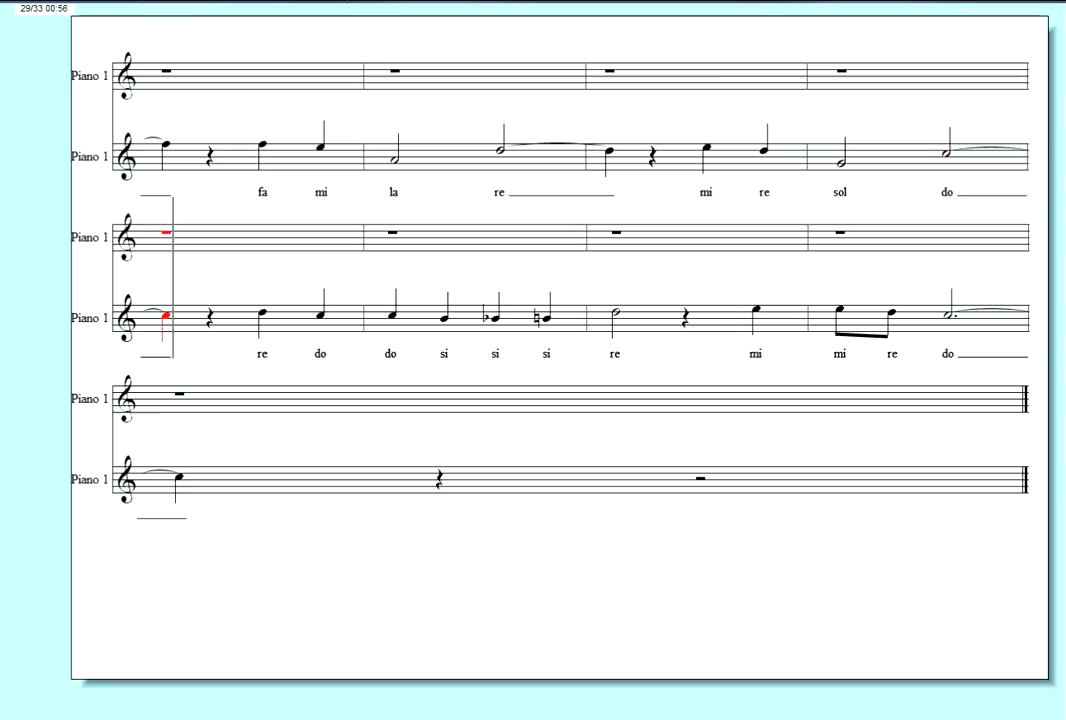 29/33 00:56
Piano 1
Piano 1
fa mi la re mi re sol do
Piano 1
Piano 1
re do do si si si re mi mi re do
Piano 1
Piano 1